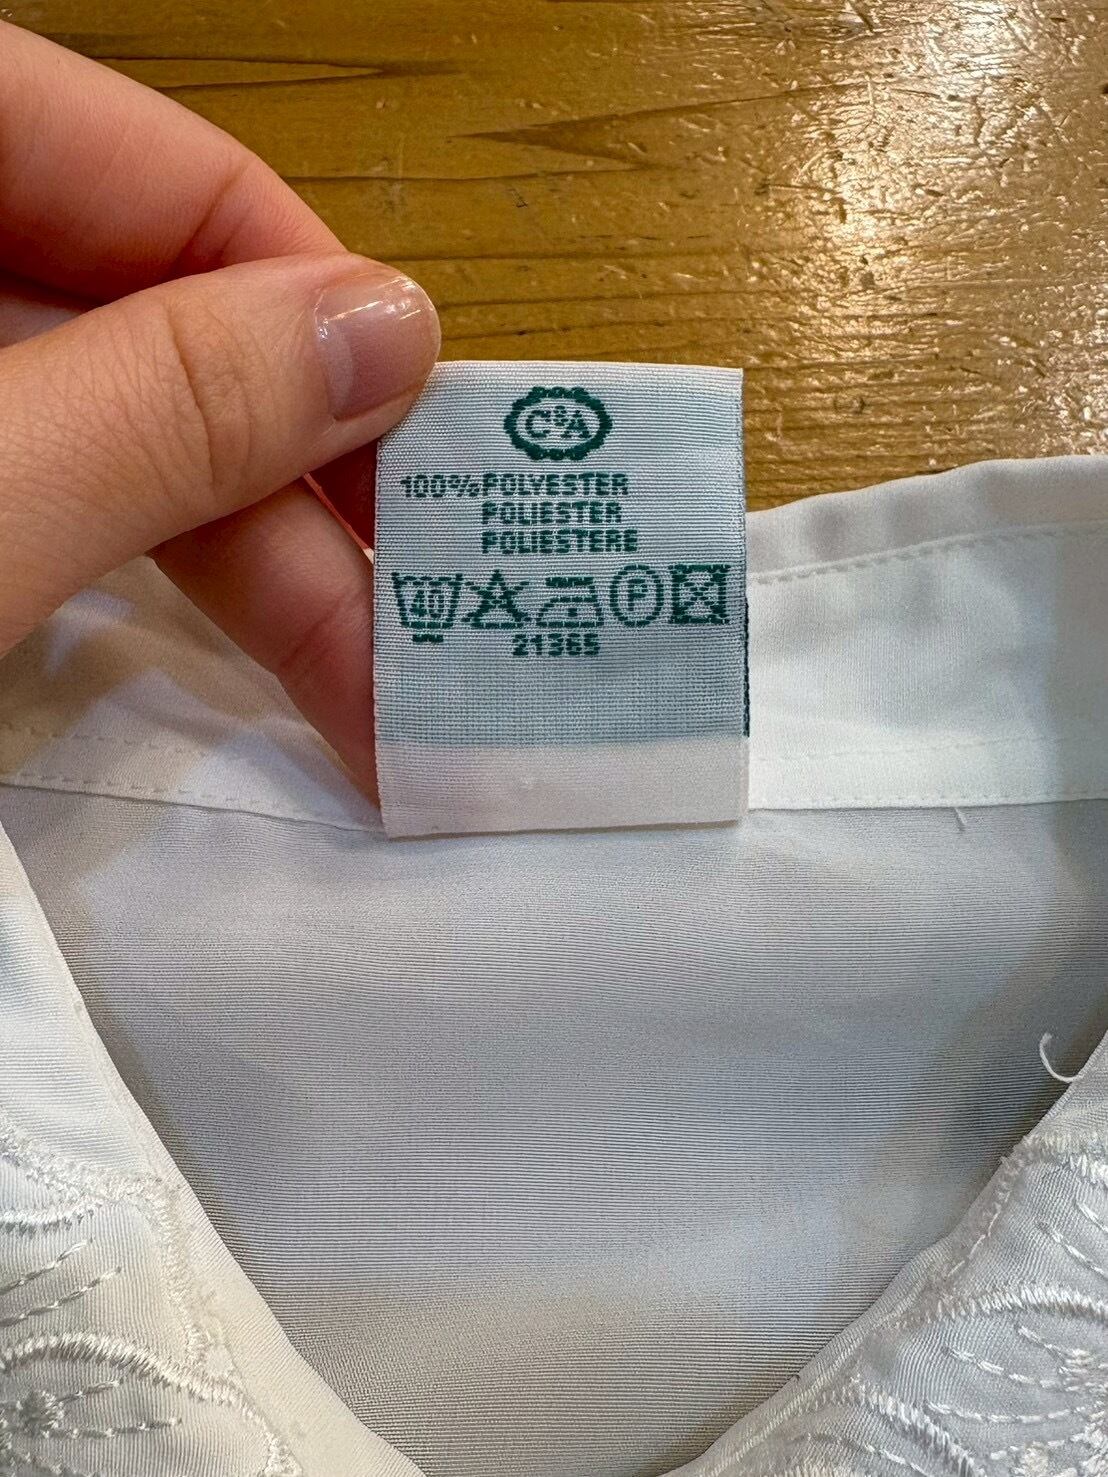 C&A
100% POLYESTER
POLIESTER
POLIESTERE
40 P
21365